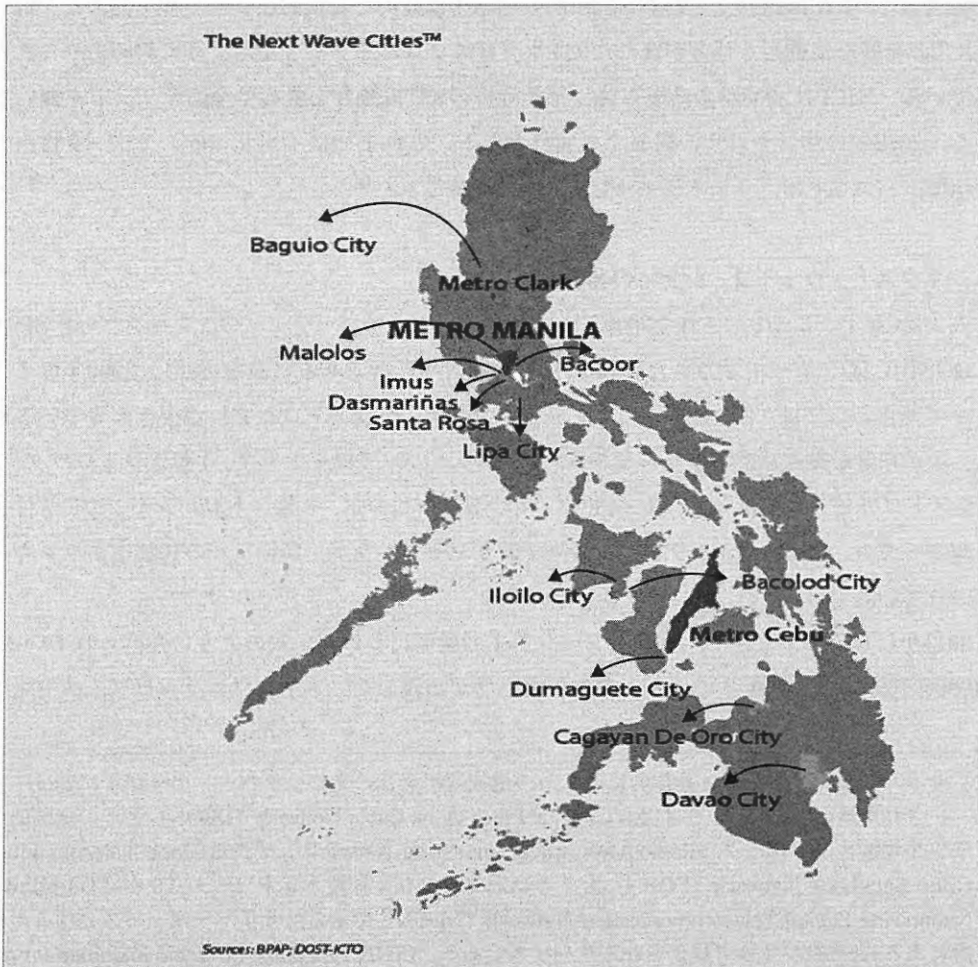 The Next Wave Cities™
Baguio City
Metro Clark
METRO MANILA
Malolos
Bacoor
Imus
Dasmariñas
Santa Rosa
Lipa City
Iloilo City
Bacolod City
Metro Cebu
Dumaguete City
Cagayan De Oro City
Davao City
Sources: BPAP; DOST-ICTO